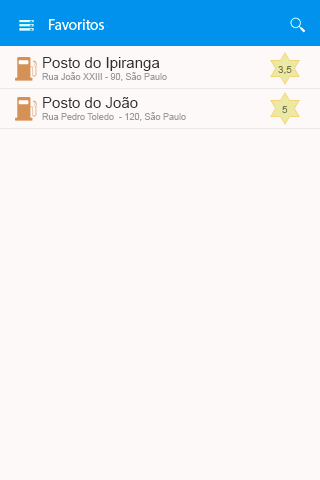 Favoritos
Posto do Ipiranga
Rua João XXIII - 90, São Paulo
3,5
Posto do João
Rua Pedro Toledo - 120, São Paulo
5